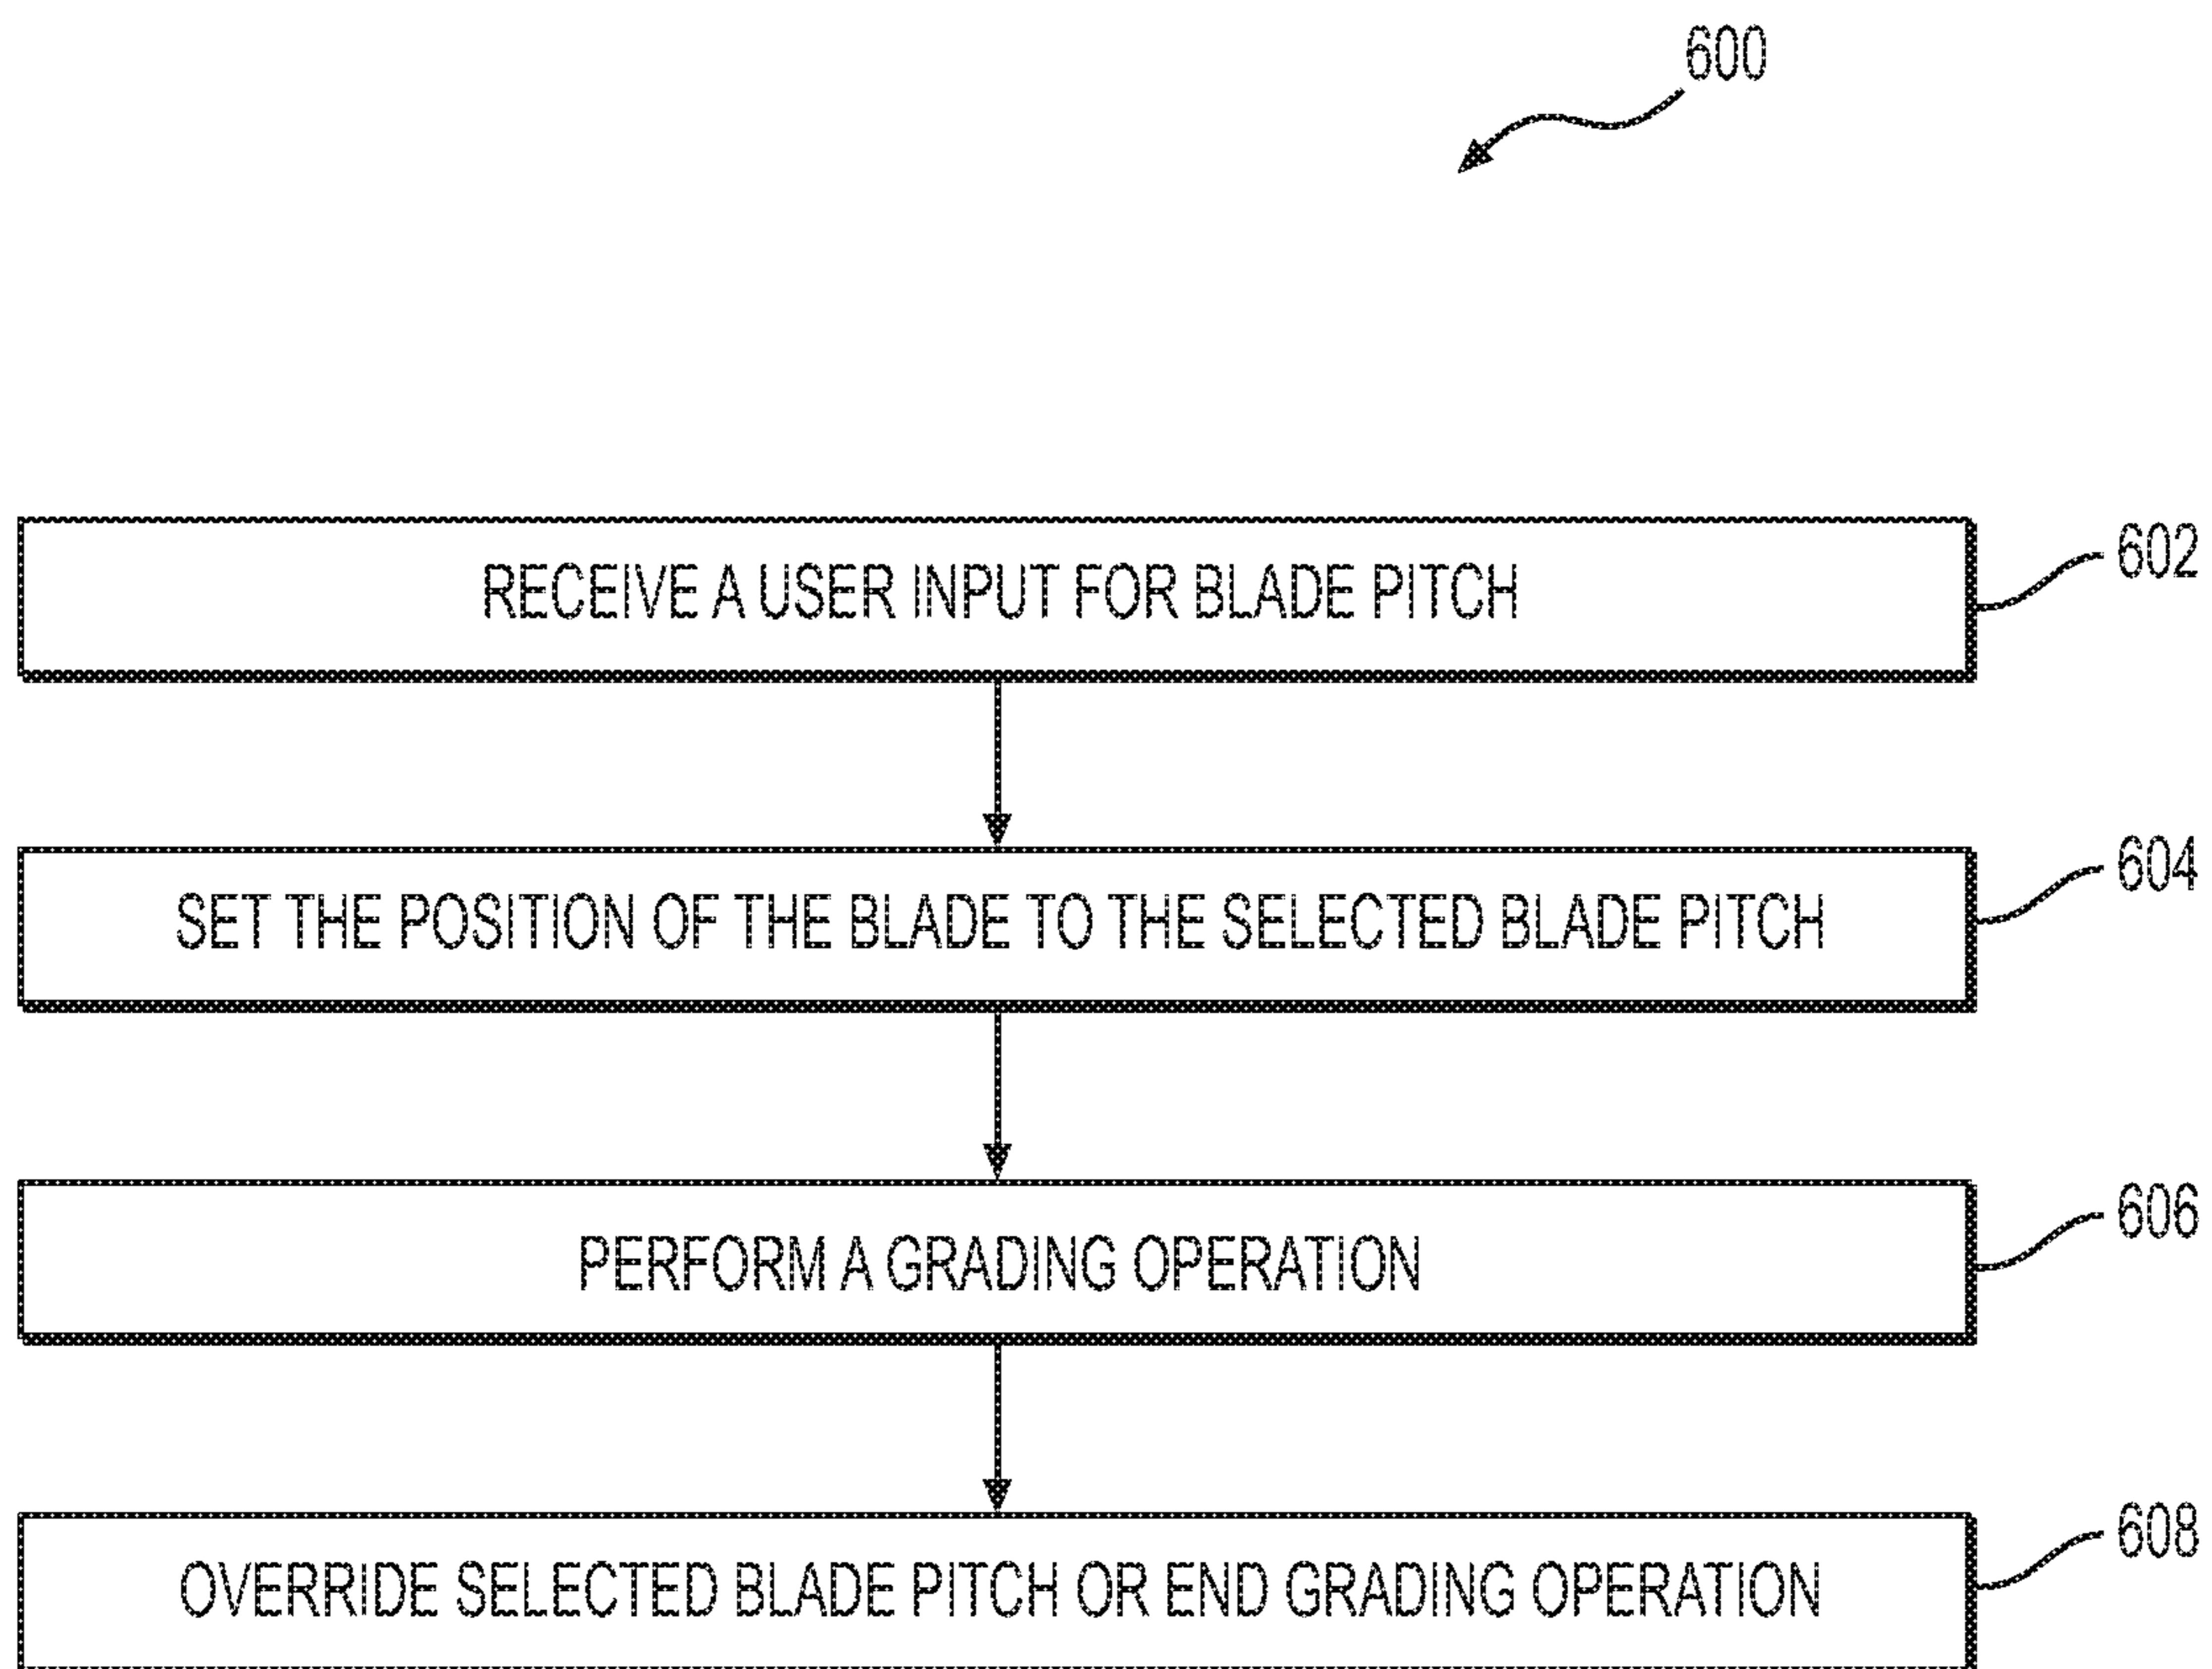 600
RECEIVE A USER INPUT FOR BLADE PITCH
602
SET THE POSITION OF THE BLADE TO THE SELECTED BLADE PITCH
604
PERFORM A GRADING OPERATION
606
OVERRIDE SELECTED BLADE PITCH OR END GRADING OPERATION
608